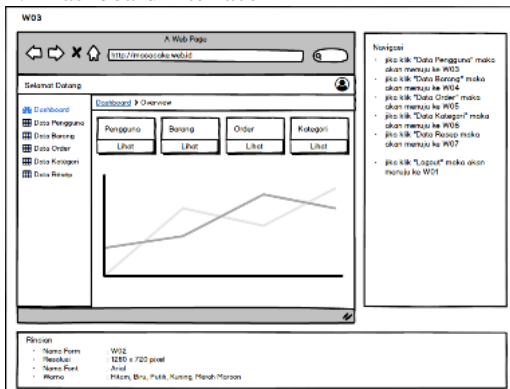 W03
A Web Page
Selamat Datang
Dashboard > Overview
Dashboard
Data Pengguna
Data Barang
Data Order
Data Kategori
Data Resep
Pengguna
Lihat
Barang
Lihat
Order
Lihat
Kategori
Lihat
Navigasi
- jika klik "Data Pengguna" maka
akan menuju ke W03
- jika klik "Data Barang" maka
akan menuju ke W04
- jika klik "Data Order" maka
akan menuju ke W05
- jika klik "Data Kategori" maka
akan menuju ke W06
- jika klik "Data Resep maka
akan menuju ke W07
- jika klik "Logout" maka akan
menuju ke W01
Rincian
- Nama Form : W02
- Resolusi : 1280 x 720 pixel
- Nama Font : Arial
- Warna : Hitam, Biru, Putih, Kuning, Merah Maroon